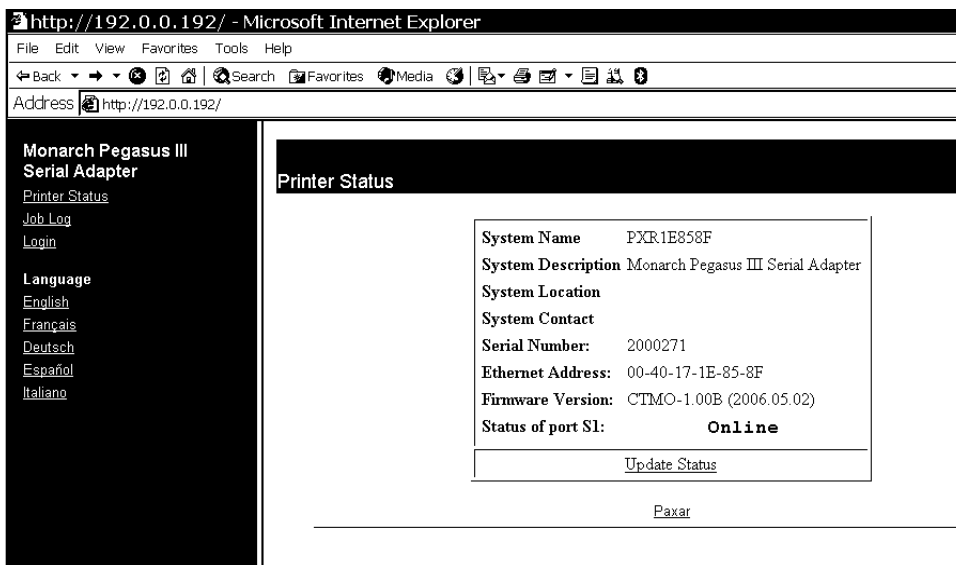 http://192.0.0.192/ - Microsoft Internet Explorer
File Edit View Favorites Tools Help
Back Search Favorites Media
Address http://192.0.0.192/
Monarch Pegasus III
Serial Adapter
Printer Status
Job Log
Login
Language
English
Français
Deutsch
Español
Italiano
Printer Status
System Name PXR1E858F
System Description Monarch Pegasus III Serial Adapter
System Location
System Contact
Serial Number: 2000271
Ethernet Address: 00-40-17-1E-85-8F
Firmware Version: CTMO-1.00B (2006.05.02)
Status of port S1: Online
Update Status
Paxar